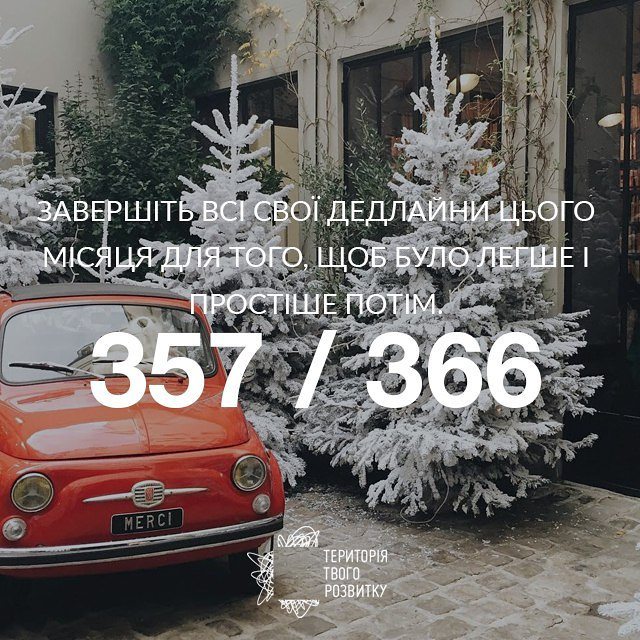 ЗАВЕРШІТЬ ВСІ СВОЇ ДЕДЛАЙНИ ЦЬОГО
МІСЯЦЯ ДЛЯ ТОГО, ЩОБ БУЛО ЛЕГШЕ І
ПРОСТІШЕ ПОТІМ.
357 / 366
MERCI
ТЕРИТОРІЯ
ТВОГО
РОЗВИТКУ